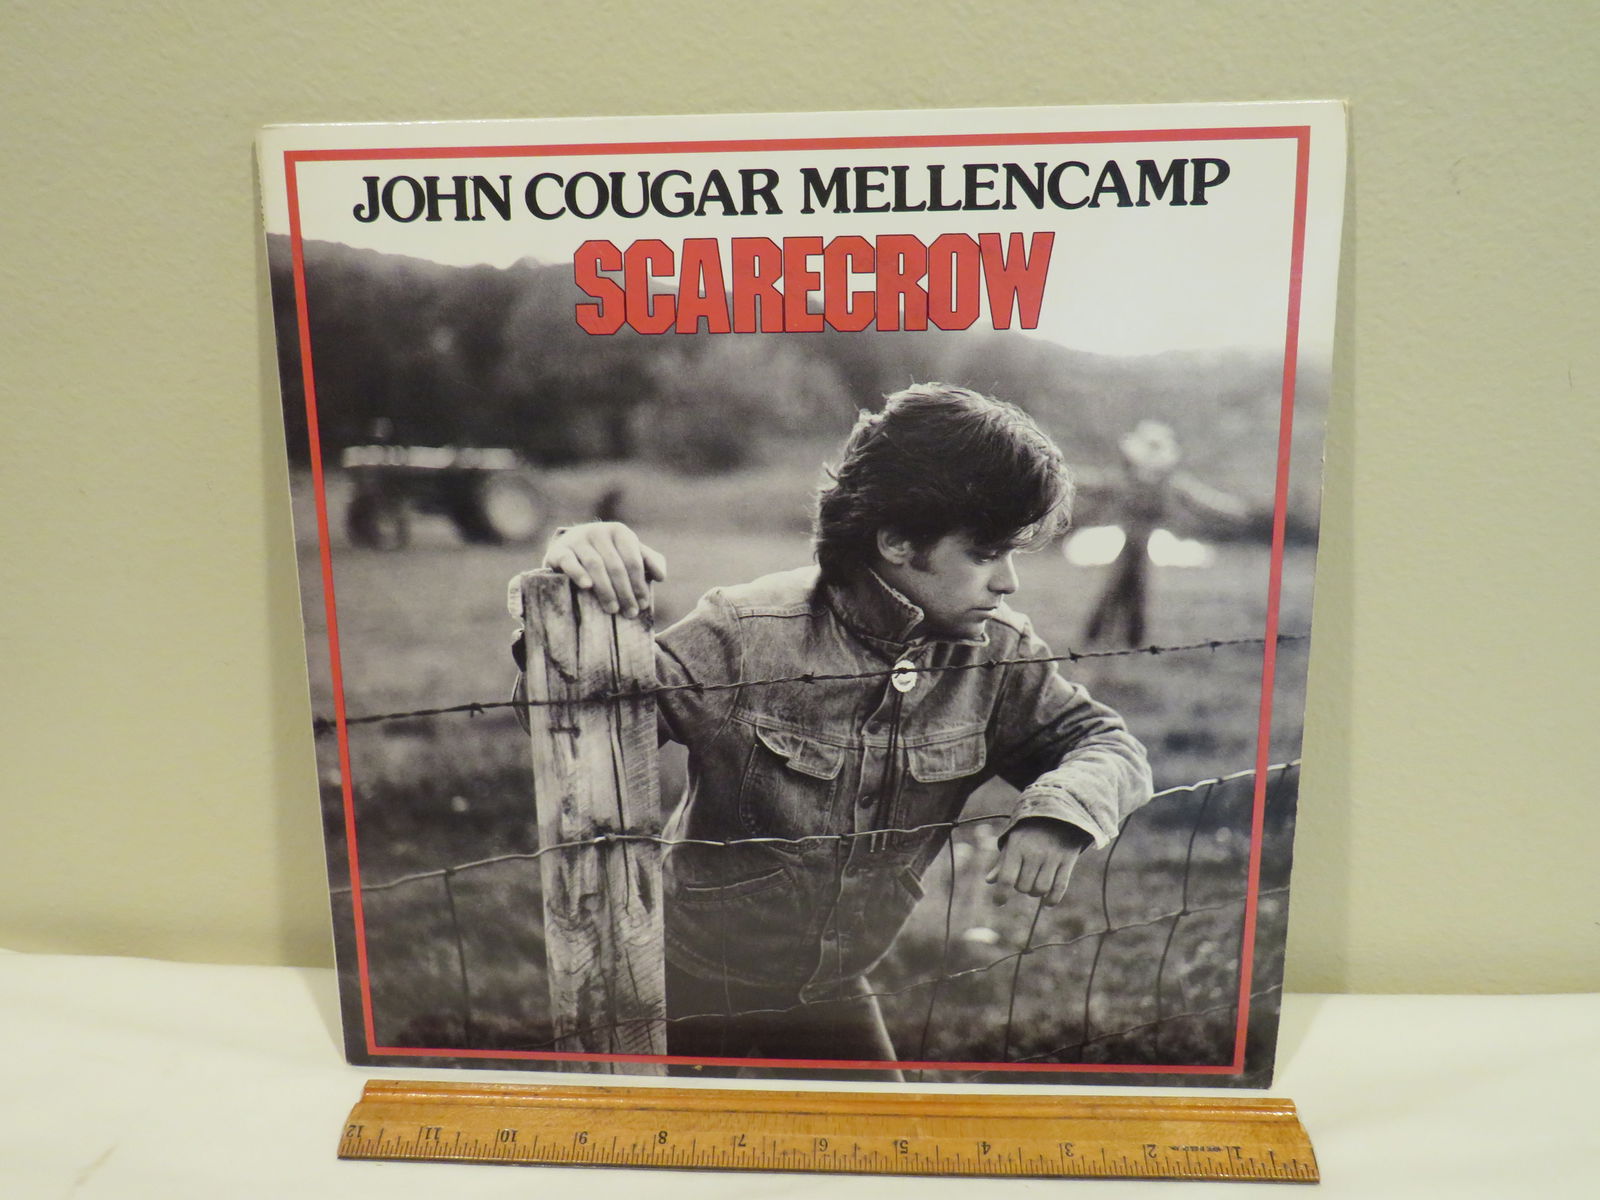 JOHN COUGAR MELLENCAMP
SCARECROW
12 11 10 9 8 7 6 5 4 3 2 1